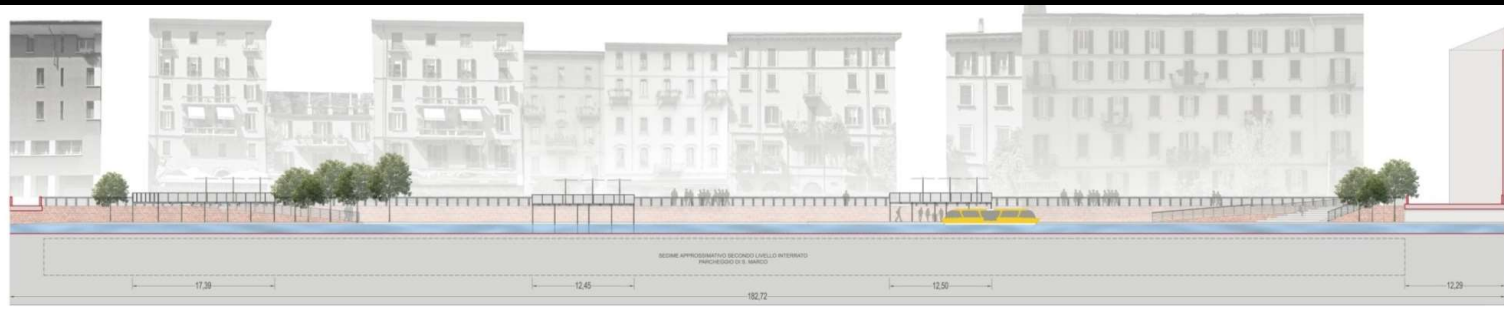 SEDIME APPROSSIMATIVO SECONDO LIVELLO INTERRATO
PARCHEGGIO DI S. MARCO
17,39
12,45
12,50
12,29
182,72